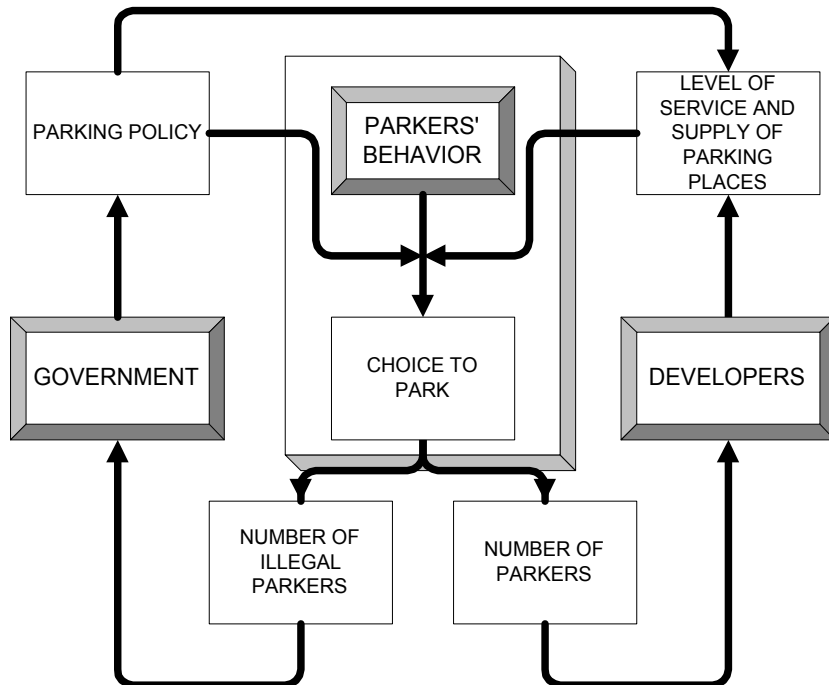 PARKING POLICY
PARKERS'
BEHAVIOR
LEVEL OF
SERVICE AND
SUPPLY OF
PARKING
PLACES
GOVERNMENT
CHOICE TO
PARK
DEVELOPERS
NUMBER OF
ILLEGAL
PARKERS
NUMBER OF
PARKERS